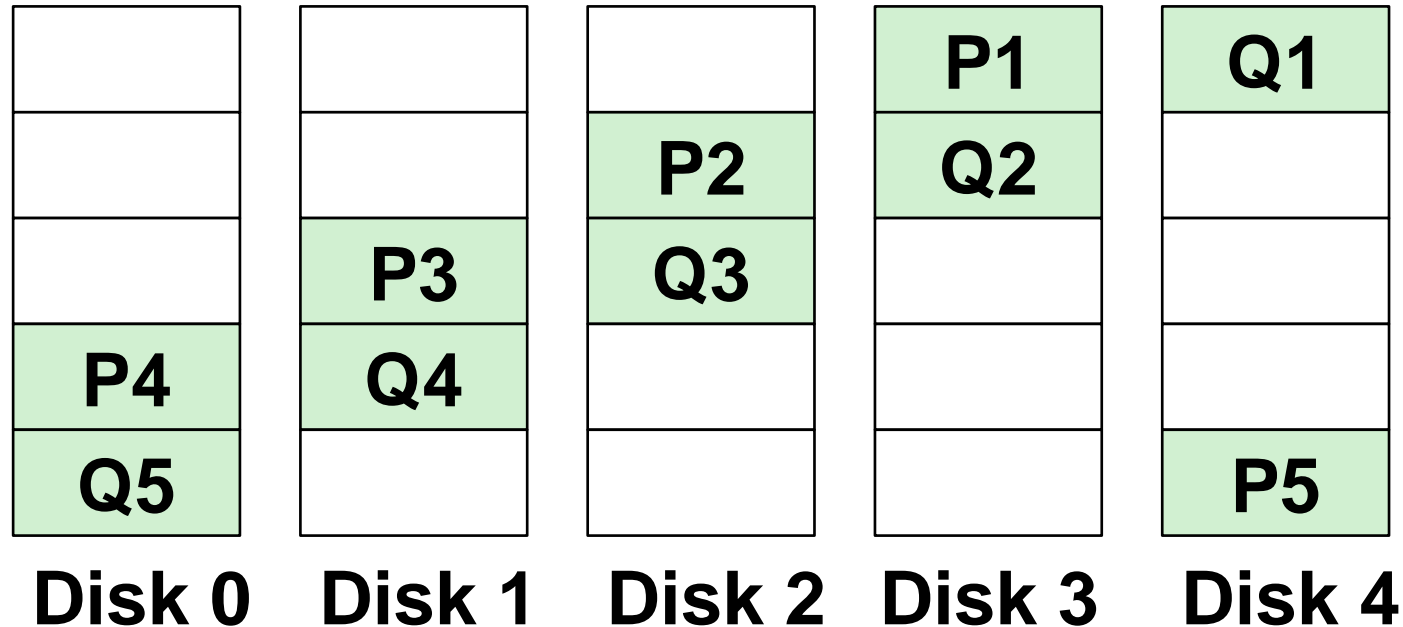 P1 Q1
P2 Q2
P3 Q3
P4 Q4
Q5 P5
Disk 0 Disk 1 Disk 2 Disk 3 Disk 4